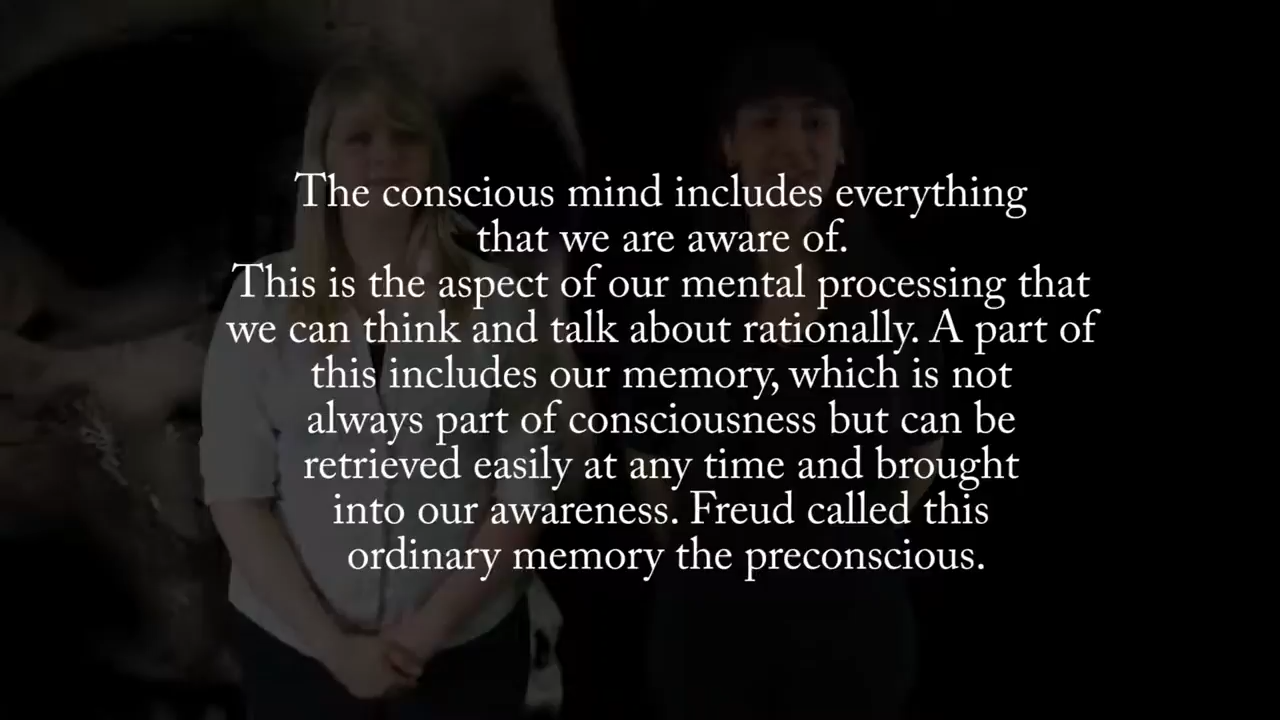 The conscious mind includes everything
that we are aware of.
This is the aspect of our mental processing that
we can think and talk about rationally. A part of
this includes our memory, which is not
always part of consciousness but can be
retrieved easily at any time and brought
into our awareness. Freud called this
ordinary memory the preconscious.